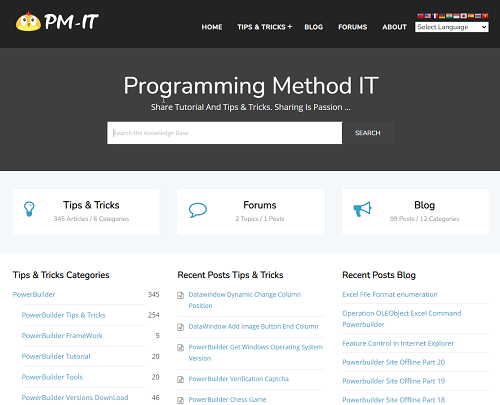 PM-IT
HOME TIPS & TRICKS + BLOG FORUMS ABOUT
Select Language
Programming Method IT
Share Tutorial And Tips & Tricks. Sharing Is Passion ...
Search the Knowledge Base
SEARCH
Tips & Tricks
345 Articles / 6 Categories
Forums
2 Topics / 1 Posts
Blog
99 Posts / 12 Categories
Tips & Tricks Categories
PowerBuilder 345
PowerBuilder Tips & Tricks 254
PowerBuilder FrameWork 5
PowerBuilder Tutorial 20
PowerBuilder Tools 20
PowerBuilder Versions DownLoad 46
Recent Posts Tips & Tricks
Datawindow Dynamic Change Column
Position
DataWindow Add Image Button End Column
PowerBuilder Get Windows Operating System
Version
PowerBuilder Verification Captcha
PowerBuilder Chess Game
Recent Posts Blog
Excel File Format enumeration
Operation OLEObject Excel Command
Powerbuilder
Feature Control in Internet Explorer
Powerbuilder Site Offline Part 20
Powerbuilder Site Offline Part 19
Powerbuilder Site Offline Part 18